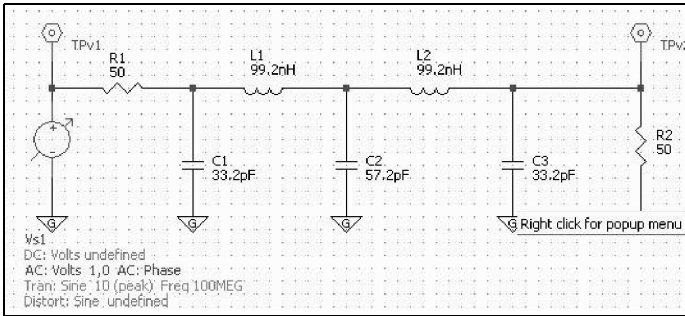 TPv1
TPv2
R1
50
L1
99.2nH
L2
99.2nH
C1
33.2pF
C2
57.2pF
C3
33.2pF
R2
50
G
G
G
G
Right click for popup menu
Vs1
DC: Volts undefined
AC: Volts 1,0 AC: Phase
Tran: Sine 10 (peak) Freq 100MEG
Distort: Sine undefined